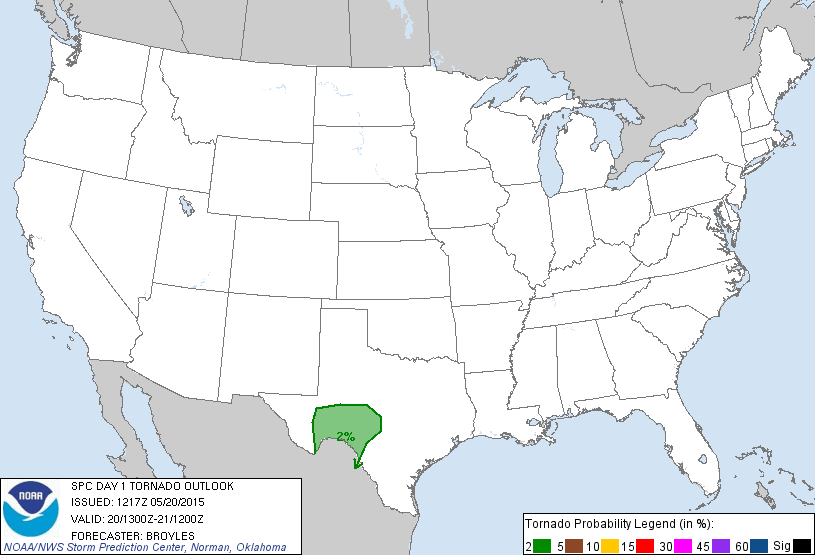 2%
SPC DAY 1 TORNADO OUTLOOK
ISSUED: 1217Z 05/20/2015
VALID: 20/1300Z-21/1200Z
FORECASTER: BROYLES
NOAA/NWS Storm Prediction Center, Norman, Oklahoma
NOAA
Tornado Probability Legend (in %):
2 5 10 15 30 45 60 Sig